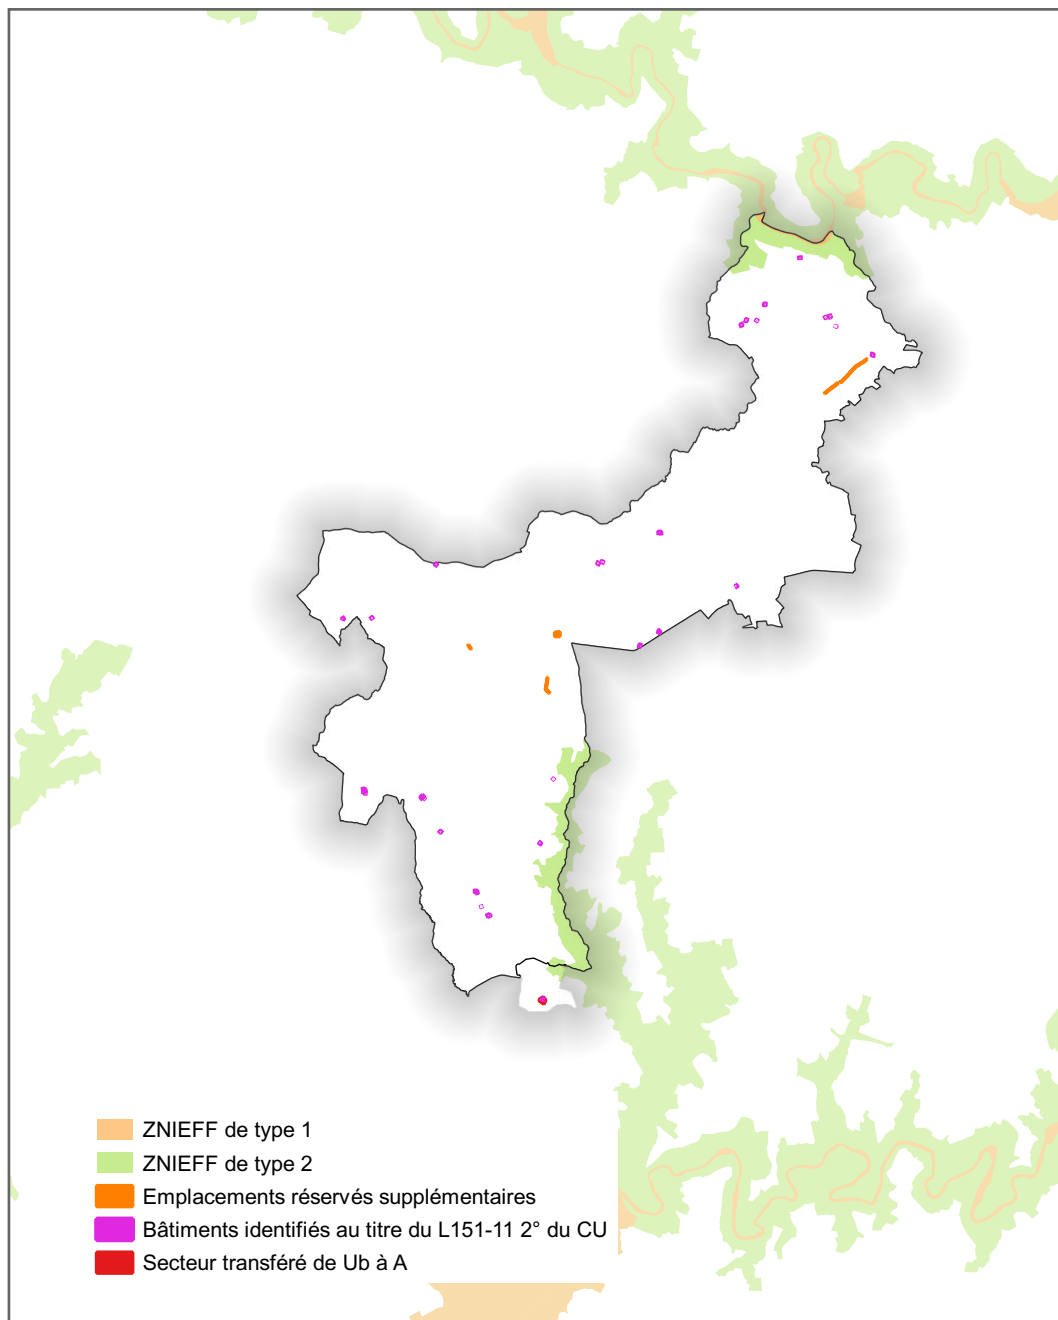 ZNIEFF de type 1
ZNIEFF de type 2
Emplacements réservés supplémentaires
Bâtiments identifiés au titre du L151-11 2° du CU
Secteur transféré de Ub à A